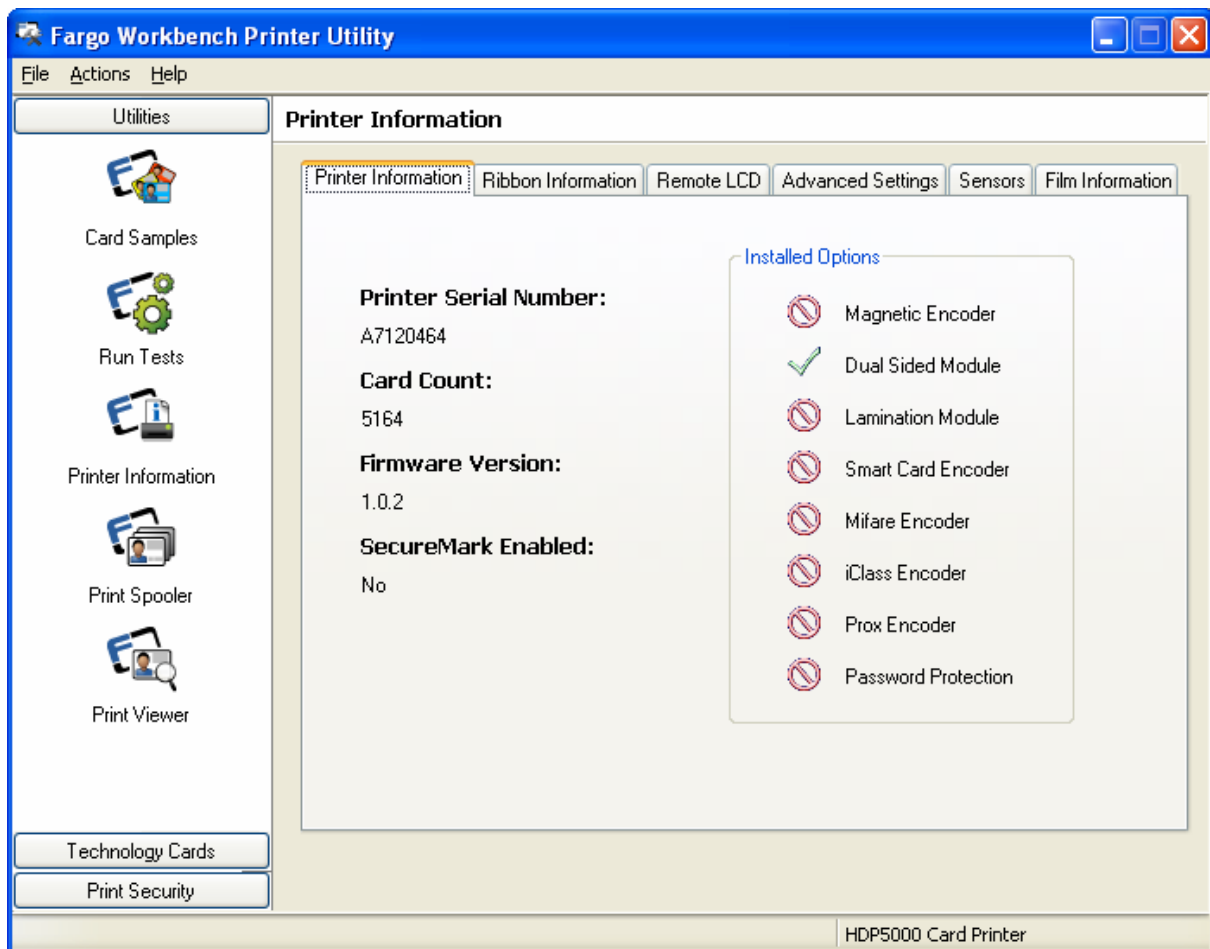 Fargo Workbench Printer Utility
File Actions Help
Utilities
Card Samples
Run Tests
Printer Information
Print Spooler
Print Viewer
Technology Cards
Print Security
Printer Information
Printer Information Ribbon Information Remote LCD Advanced Settings Sensors Film Information
Printer Serial Number:
A7120464
Card Count:
5164
Firmware Version:
1.0.2
SecureMark Enabled:
No
Installed Options
Magnetic Encoder
Dual Sided Module
Lamination Module
Smart Card Encoder
Mifare Encoder
iClass Encoder
Prox Encoder
Password Protection
HDP5000 Card Printer